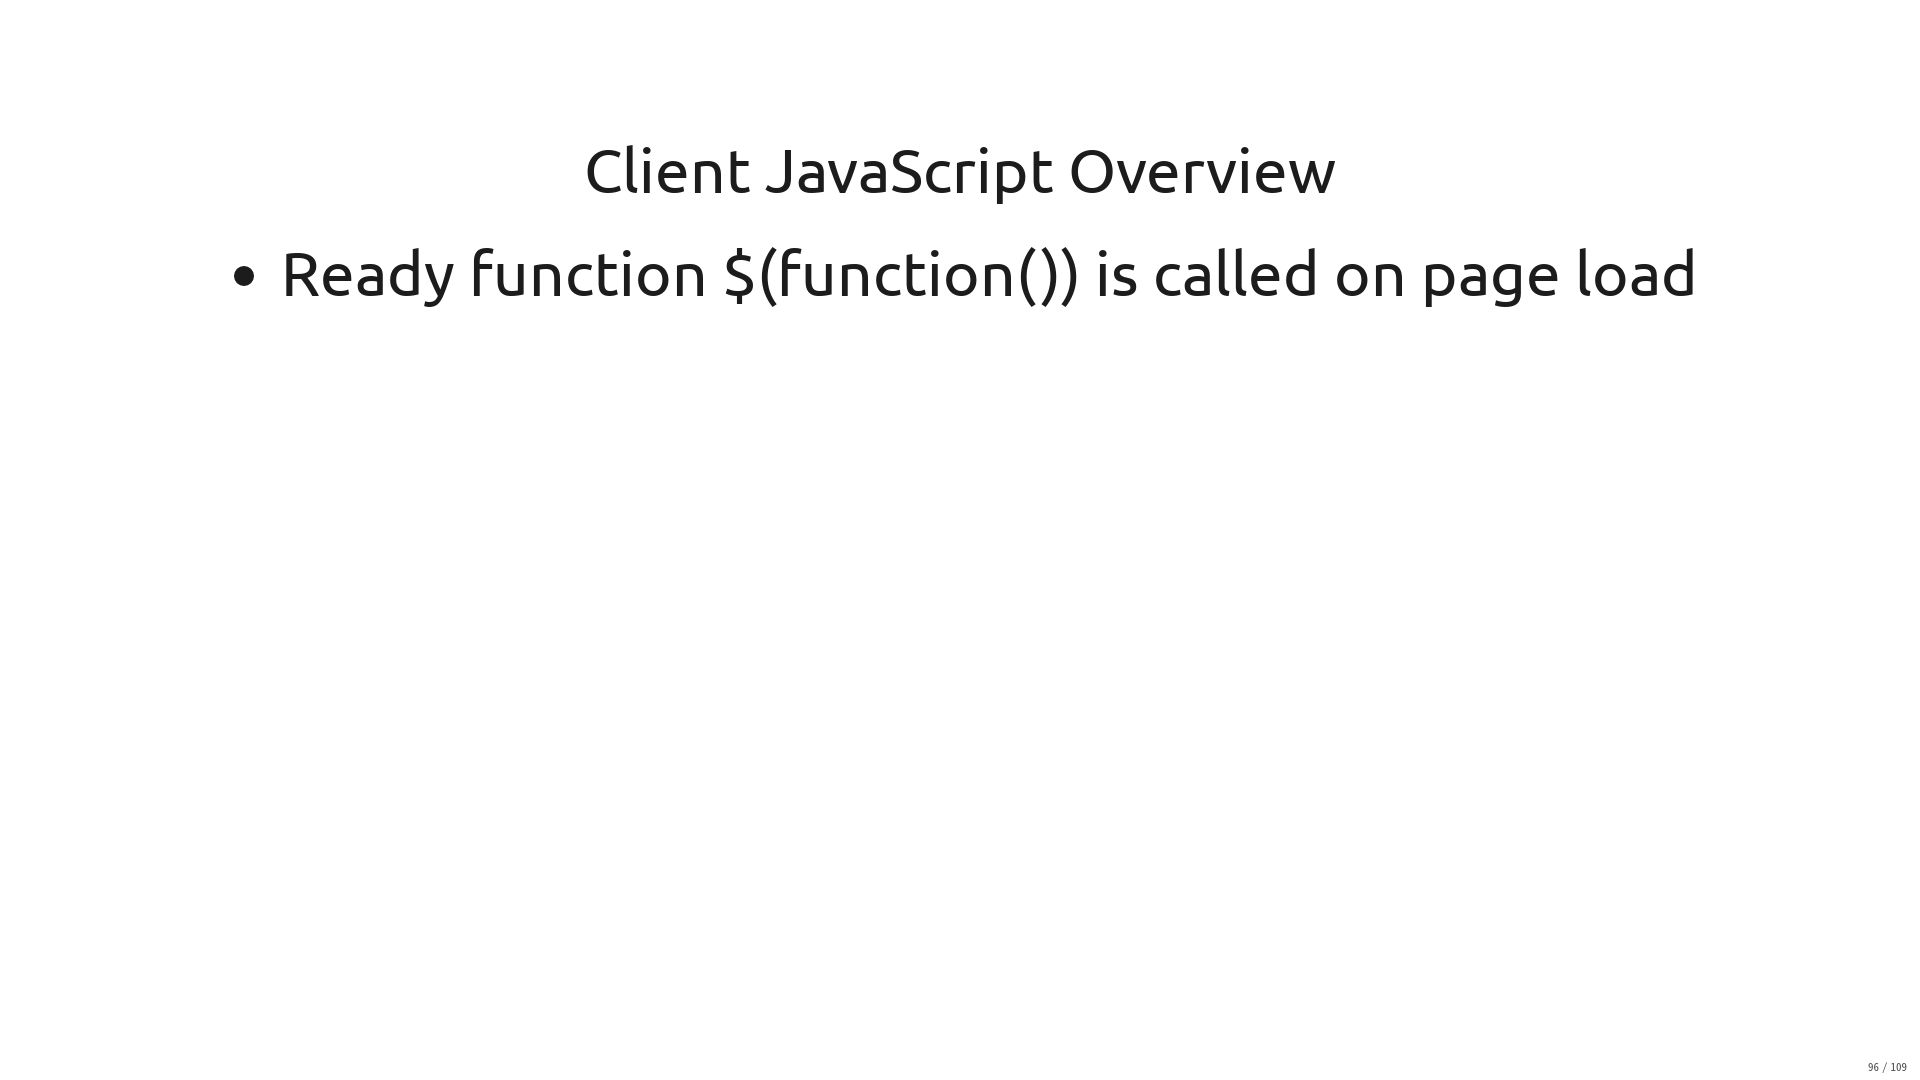 Client JavaScript Overview
• Ready function $(function()) is called on page load
96 / 109